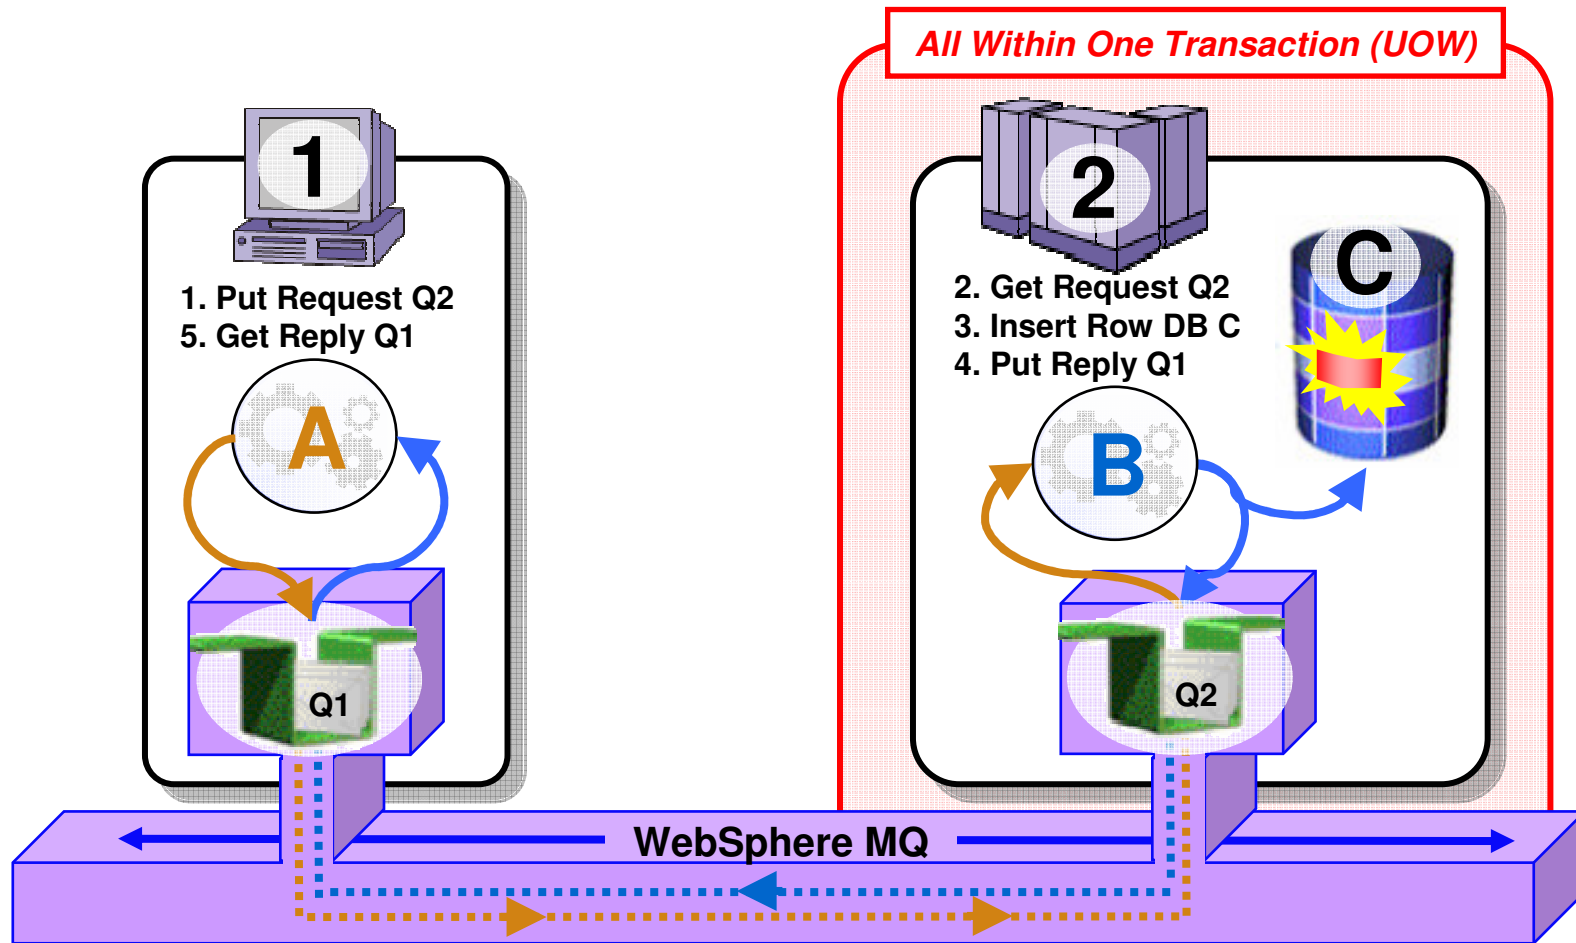 All Within One Transaction (UOW)
1
2
C
1. Put Request Q2
5. Get Reply Q1
2. Get Request Q2
3. Insert Row DB C
4. Put Reply Q1
A
B
Q1
Q2
WebSphere MQ